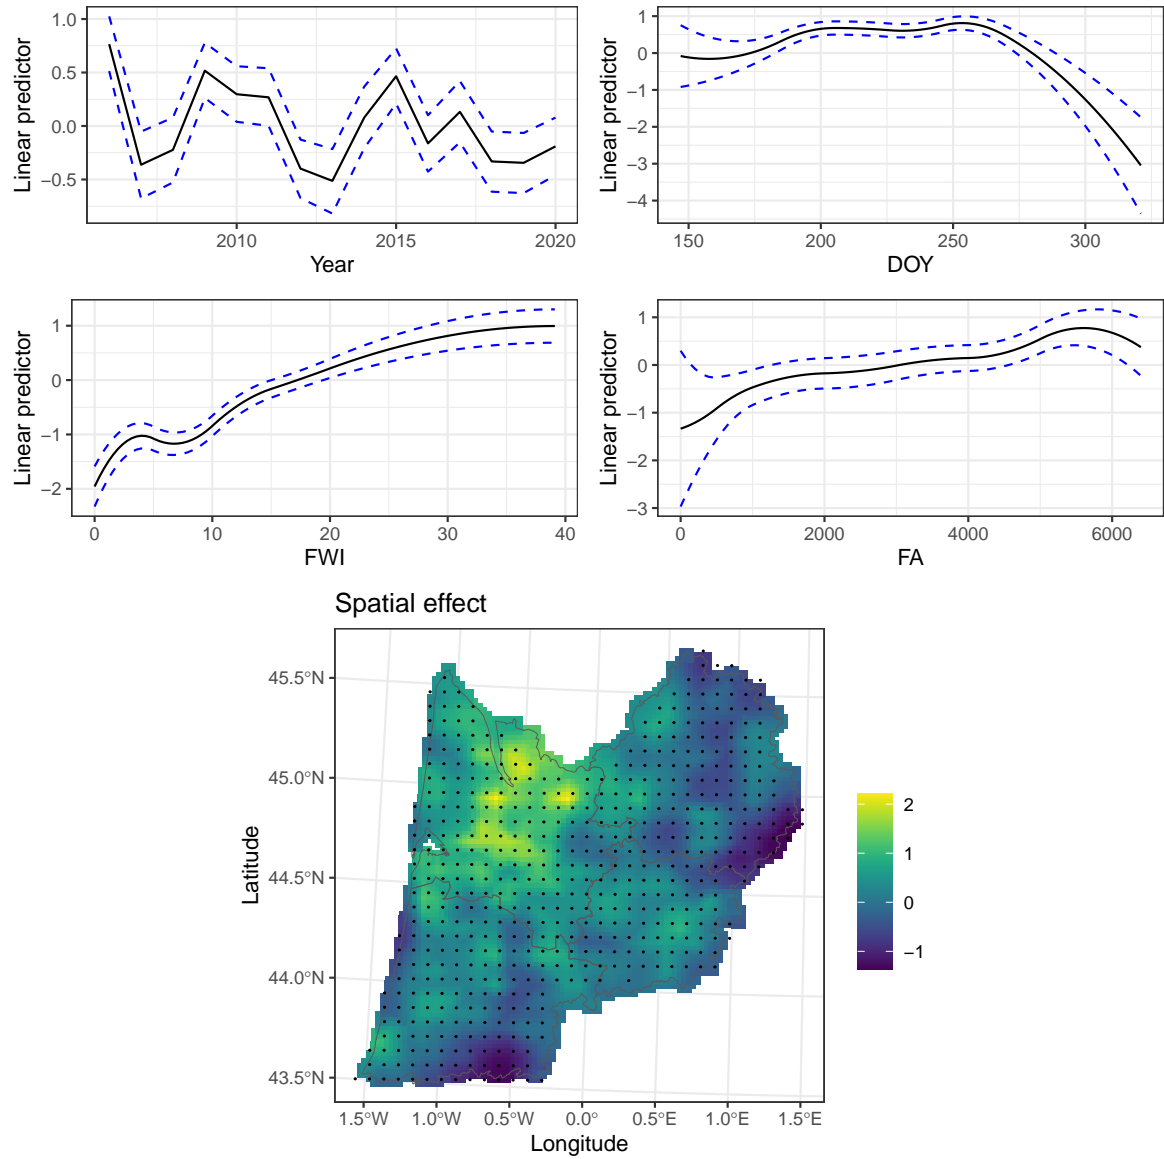 Linear predictor
1.0
0.5
0.0
−0.5
2010
2015
2020
Year
Linear predictor
1
0
−1
−2
−3
−4
150
200
250
300
DOY
Linear predictor
1
0
−1
−2
0
10
20
30
40
FWI
Linear predictor
1
0
−1
−2
−3
0
2000
4000
6000
FA
Spatial effect
Latitude
45.5°N
45.0°N
44.5°N
44.0°N
43.5°N
1.5°W
1.0°W
0.5°W
0.0°
0.5°E
1.0°E
1.5°E
Longitude
2
1
0
−1